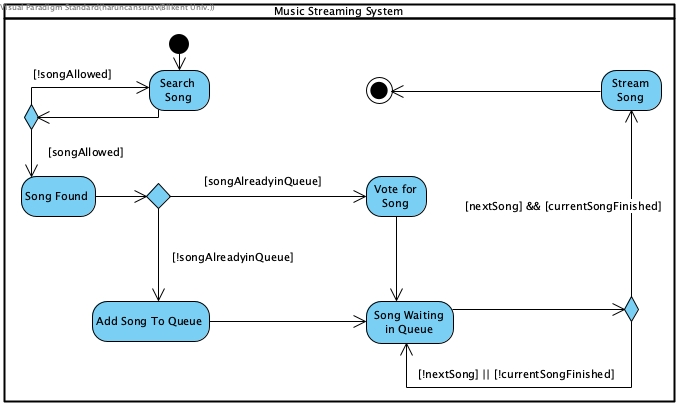 Visual Paradigm Standard(haruncansurav(Bilkent Univ.))
Music Streaming System
[!songAllowed]
Search
Song
Stream
Song
[songAllowed]
Song Found
[songAlreadyinQueue]
Vote for
Song
[nextSong] && [currentSongFinished]
[!songAlreadyinQueue]
Add Song To Queue
Song Waiting
in Queue
[!nextSong] || [!currentSongFinished]